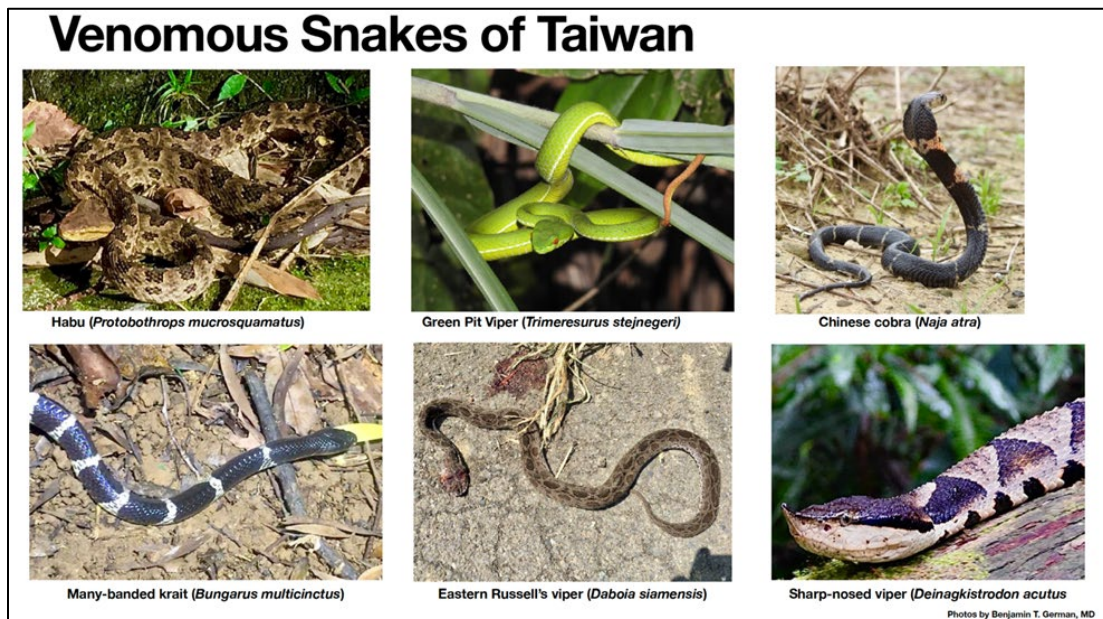 Venomous Snakes of Taiwan
Habu (Protobothrops mucrosquamatus)
Green Pit Viper (Trimeresurus stejnegeri)
Chinese cobra (Naja atra)
Many-banded krait (Bungarus multicinctus)
Eastern Russell's viper (Daboia siamensis)
Sharp-nosed viper (Deinagkistrodon acutus
Photos by Benjamin T. German, MD